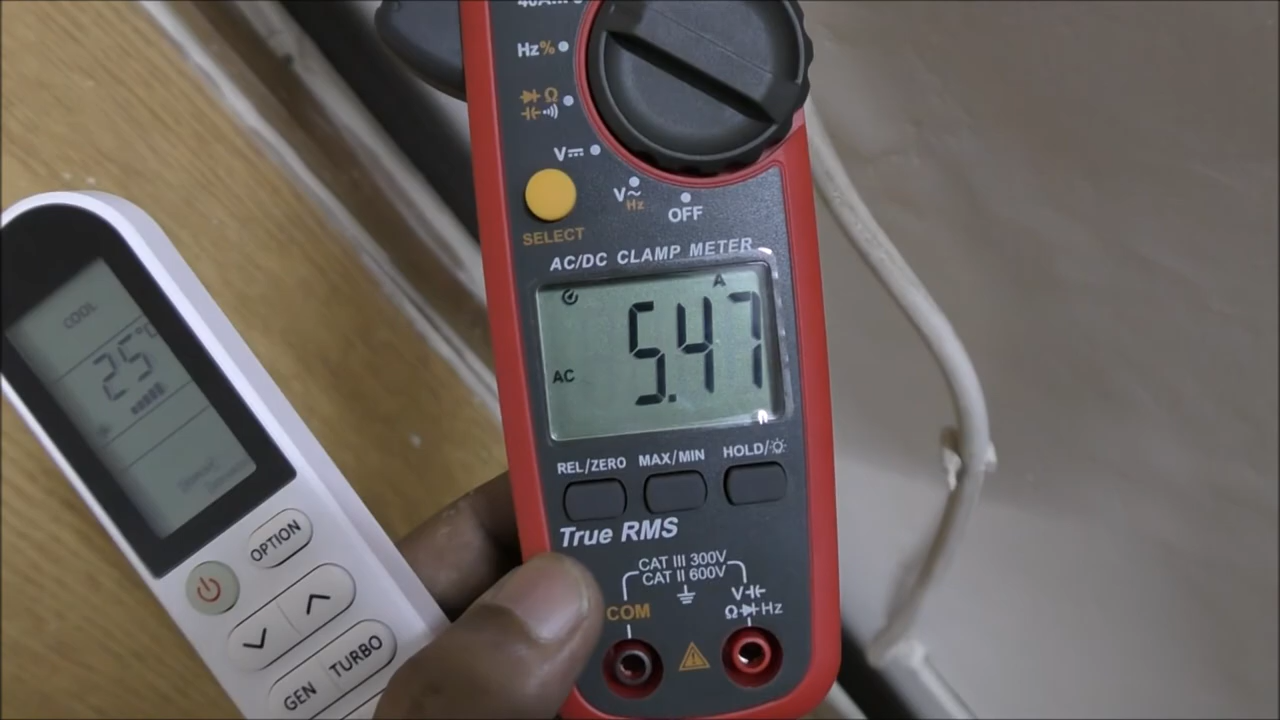 Hz%
Ω
V
V~
Hz
OFF
SELECT
AC/DC CLAMP METER
A
5.47
AC
REL/ZERO MAX/MIN HOLD/
True RMS
CAT III 300V
CAT II 600V
COM
V
Ω Hz
COOL
25°C
OPTION
GEN TURBO